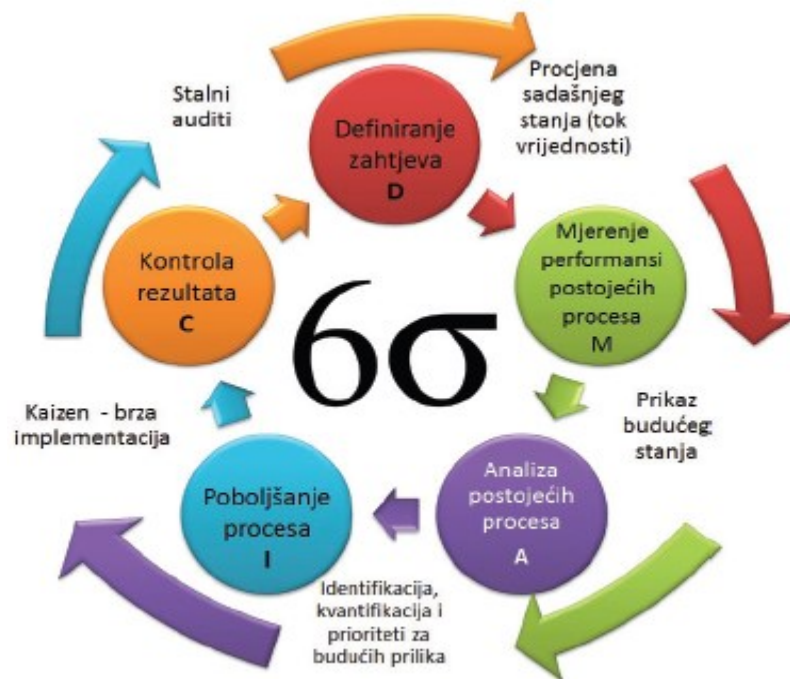 Stalni
auditi
Definiranje
zahtjeva
D
Procjena
sadašnjeg
stanja (tok
vrijednosti)
Mjerenje
performansi
postojećih
procesa
M
Prikaz
budućeg
stanja
Analiza
postojećih
procesa
A
Identifikacija,
kvantifikacija i
prioriteti za
budućih prilika
Poboljšanje
procesa
I
Kaizen - brza
implementacija
Kontrola
rezultata
C
6σ